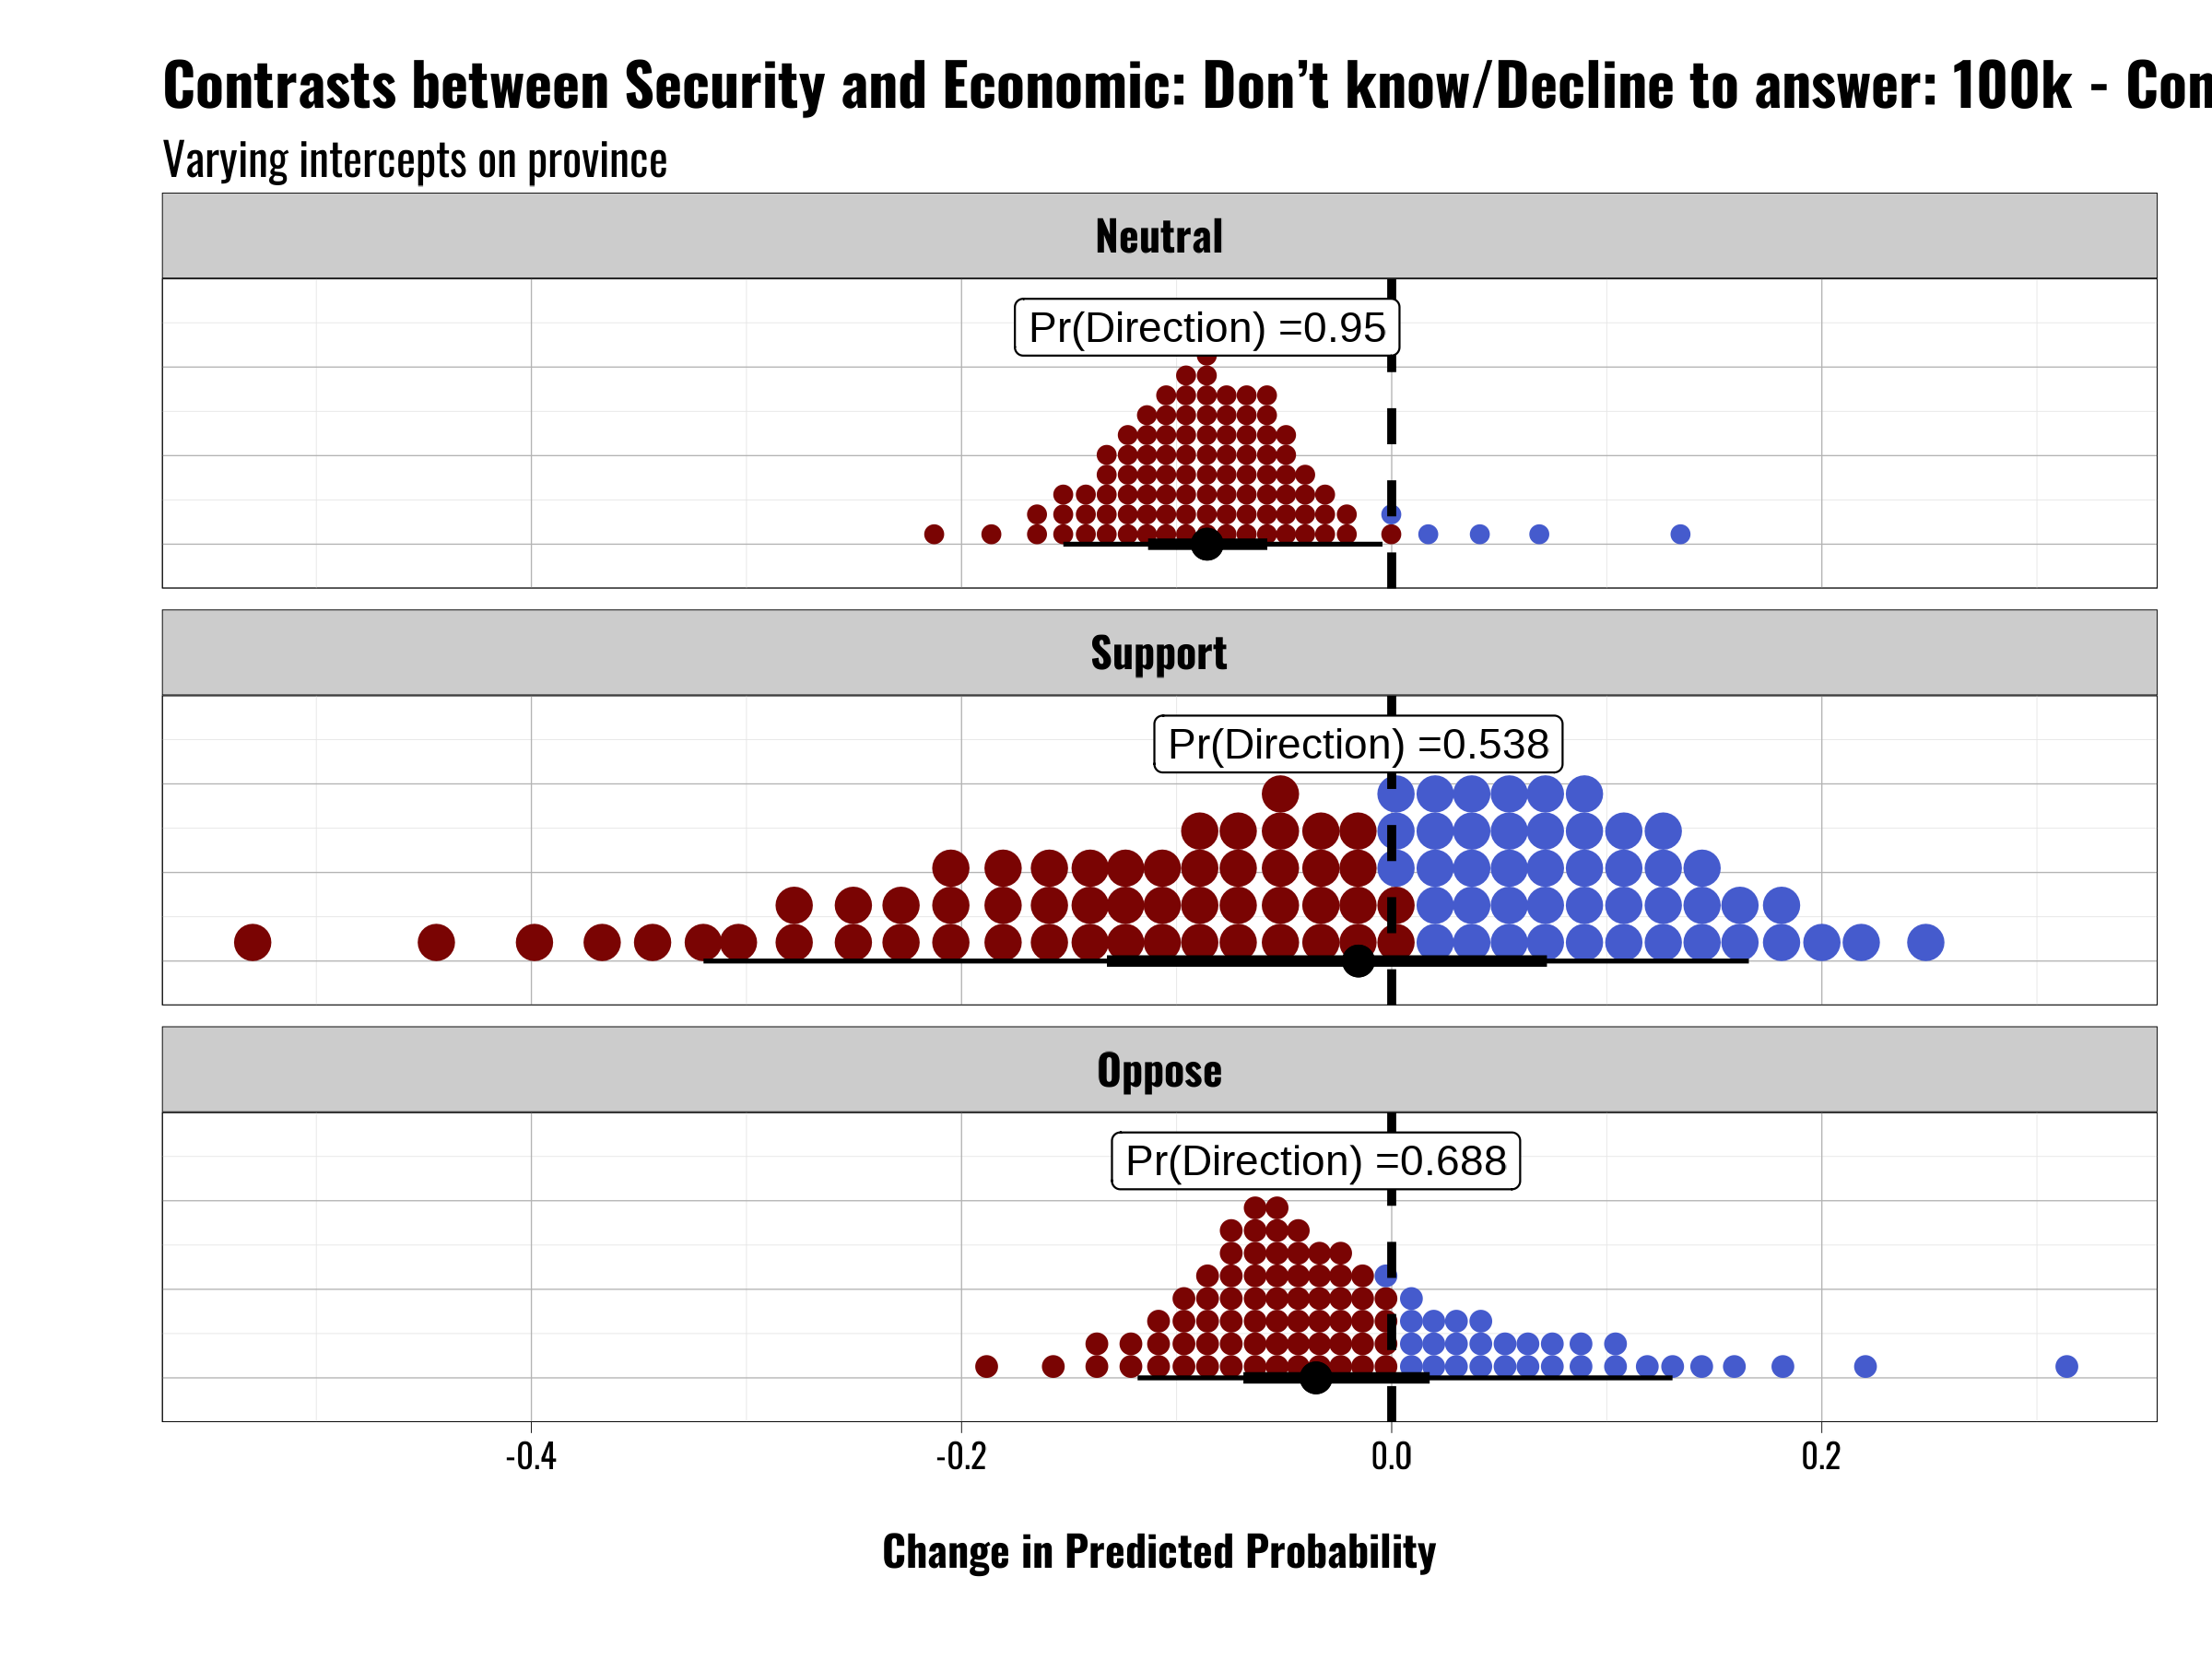 Contrasts between Security and Economic: Don’t know/Decline to answer: 100k - Con
Varying intercepts on province
Neutral
Pr(Direction) =0.95
Support
Pr(Direction) =0.538
Oppose
Pr(Direction) =0.688
-0.4 -0.2 0.0 0.2
Change in Predicted Probability